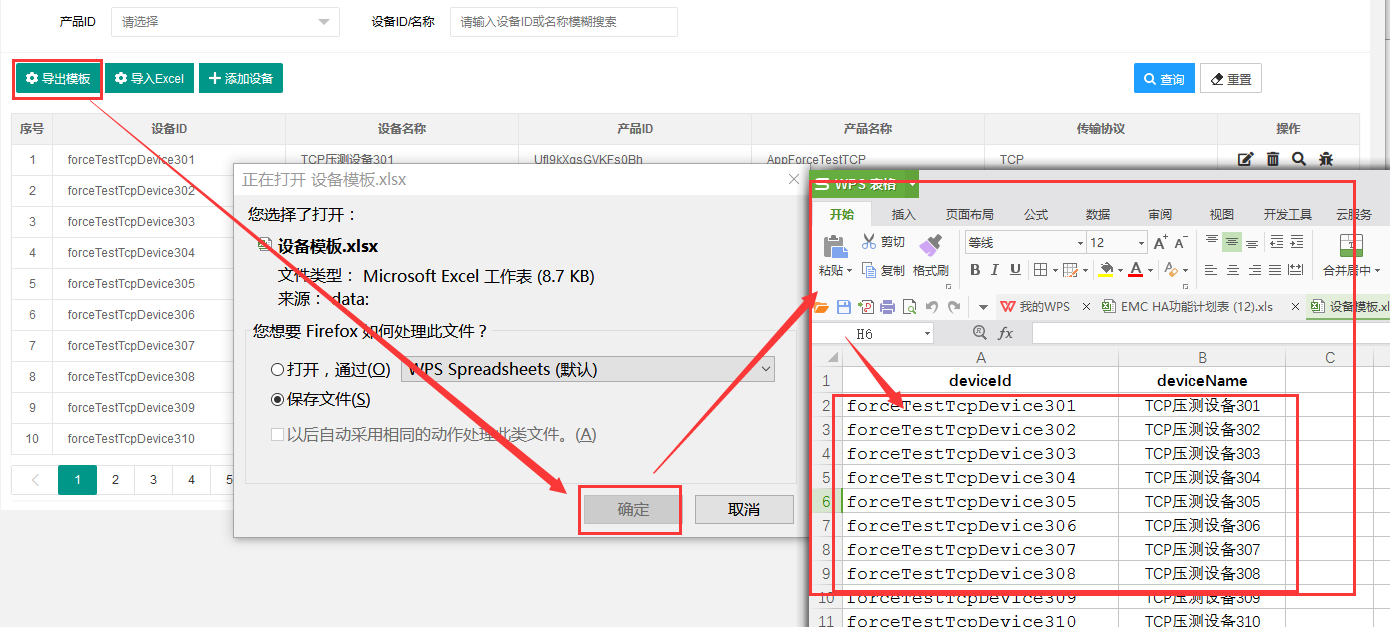 产品ID 请选择 设备ID/名称 请输入设备ID或名称模糊搜索
导出模板 导入Excel 添加设备 查询 重置
序号 设备ID 设备名称 产品ID 产品名称 传输协议 操作
1 forceTestTcpDevice301 TCP压测设备301 Ufl9kXqsGVKFs0Bh AppForceTestTCP TCP
2 forceTestTcpDevice302
3 forceTestTcpDevice303
4 forceTestTcpDevice304
5 forceTestTcpDevice305
6 forceTestTcpDevice306
7 forceTestTcpDevice307
8 forceTestTcpDevice308
9 forceTestTcpDevice309
10 forceTestTcpDevice310
1 2 3 4 5
正在打开 设备模板.xlsx
您选择了打开：
设备模板.xlsx
文件类型： Microsoft Excel 工作表 (8.7 KB)
来源： data:
您想要 Firefox 如何处理此文件？
打开，通过(O) WPS Spreadsheets (默认)
保存文件(S)
以后自动采用相同的动作处理此类文件。(A)
确定 取消
WPS 表格
开始 插入 页面布局 公式 数据 审阅 视图 开发工具 云服务
剪切 等线 12 A+ A-
粘贴 复制 格式刷 B I U A 合并居中
我的WPS EMC HA功能计划表 (12).xls 设备模板.xl
H6 fx
A B C
1 deviceId deviceName
2 forceTestTcpDevice301 TCP压测设备301
3 forceTestTcpDevice302 TCP压测设备302
4 forceTestTcpDevice303 TCP压测设备303
5 forceTestTcpDevice304 TCP压测设备304
6 forceTestTcpDevice305 TCP压测设备305
7 forceTestTcpDevice306 TCP压测设备306
8 forceTestTcpDevice307 TCP压测设备307
9 forceTestTcpDevice308 TCP压测设备308
10 forceTestTcpDevice309 TCP压测设备309
11 forceTestTcpDevice310 TCP压测设备310